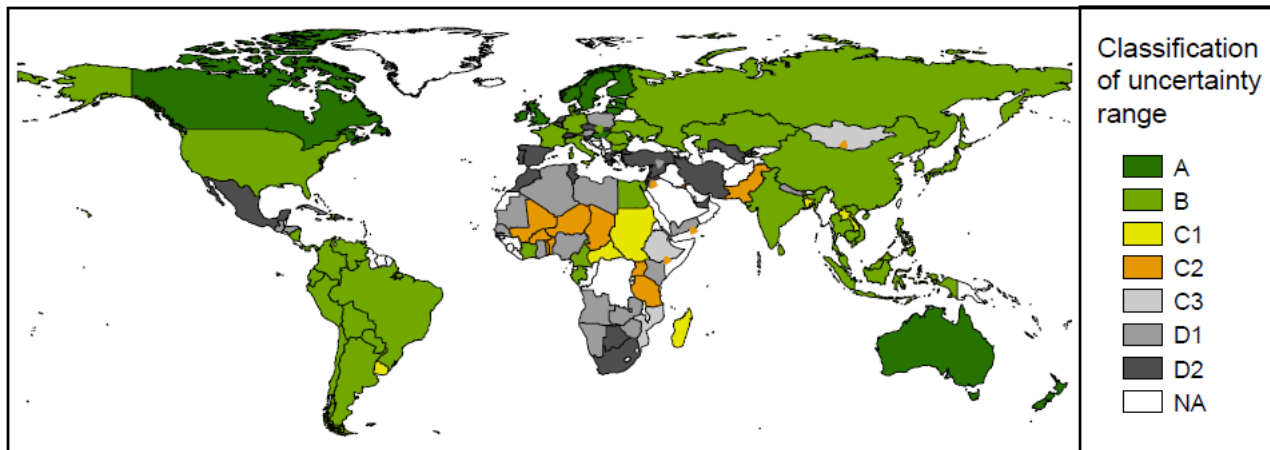 Classification
of uncertainty
range
A
B
C1
C2
C3
D1
D2
NA